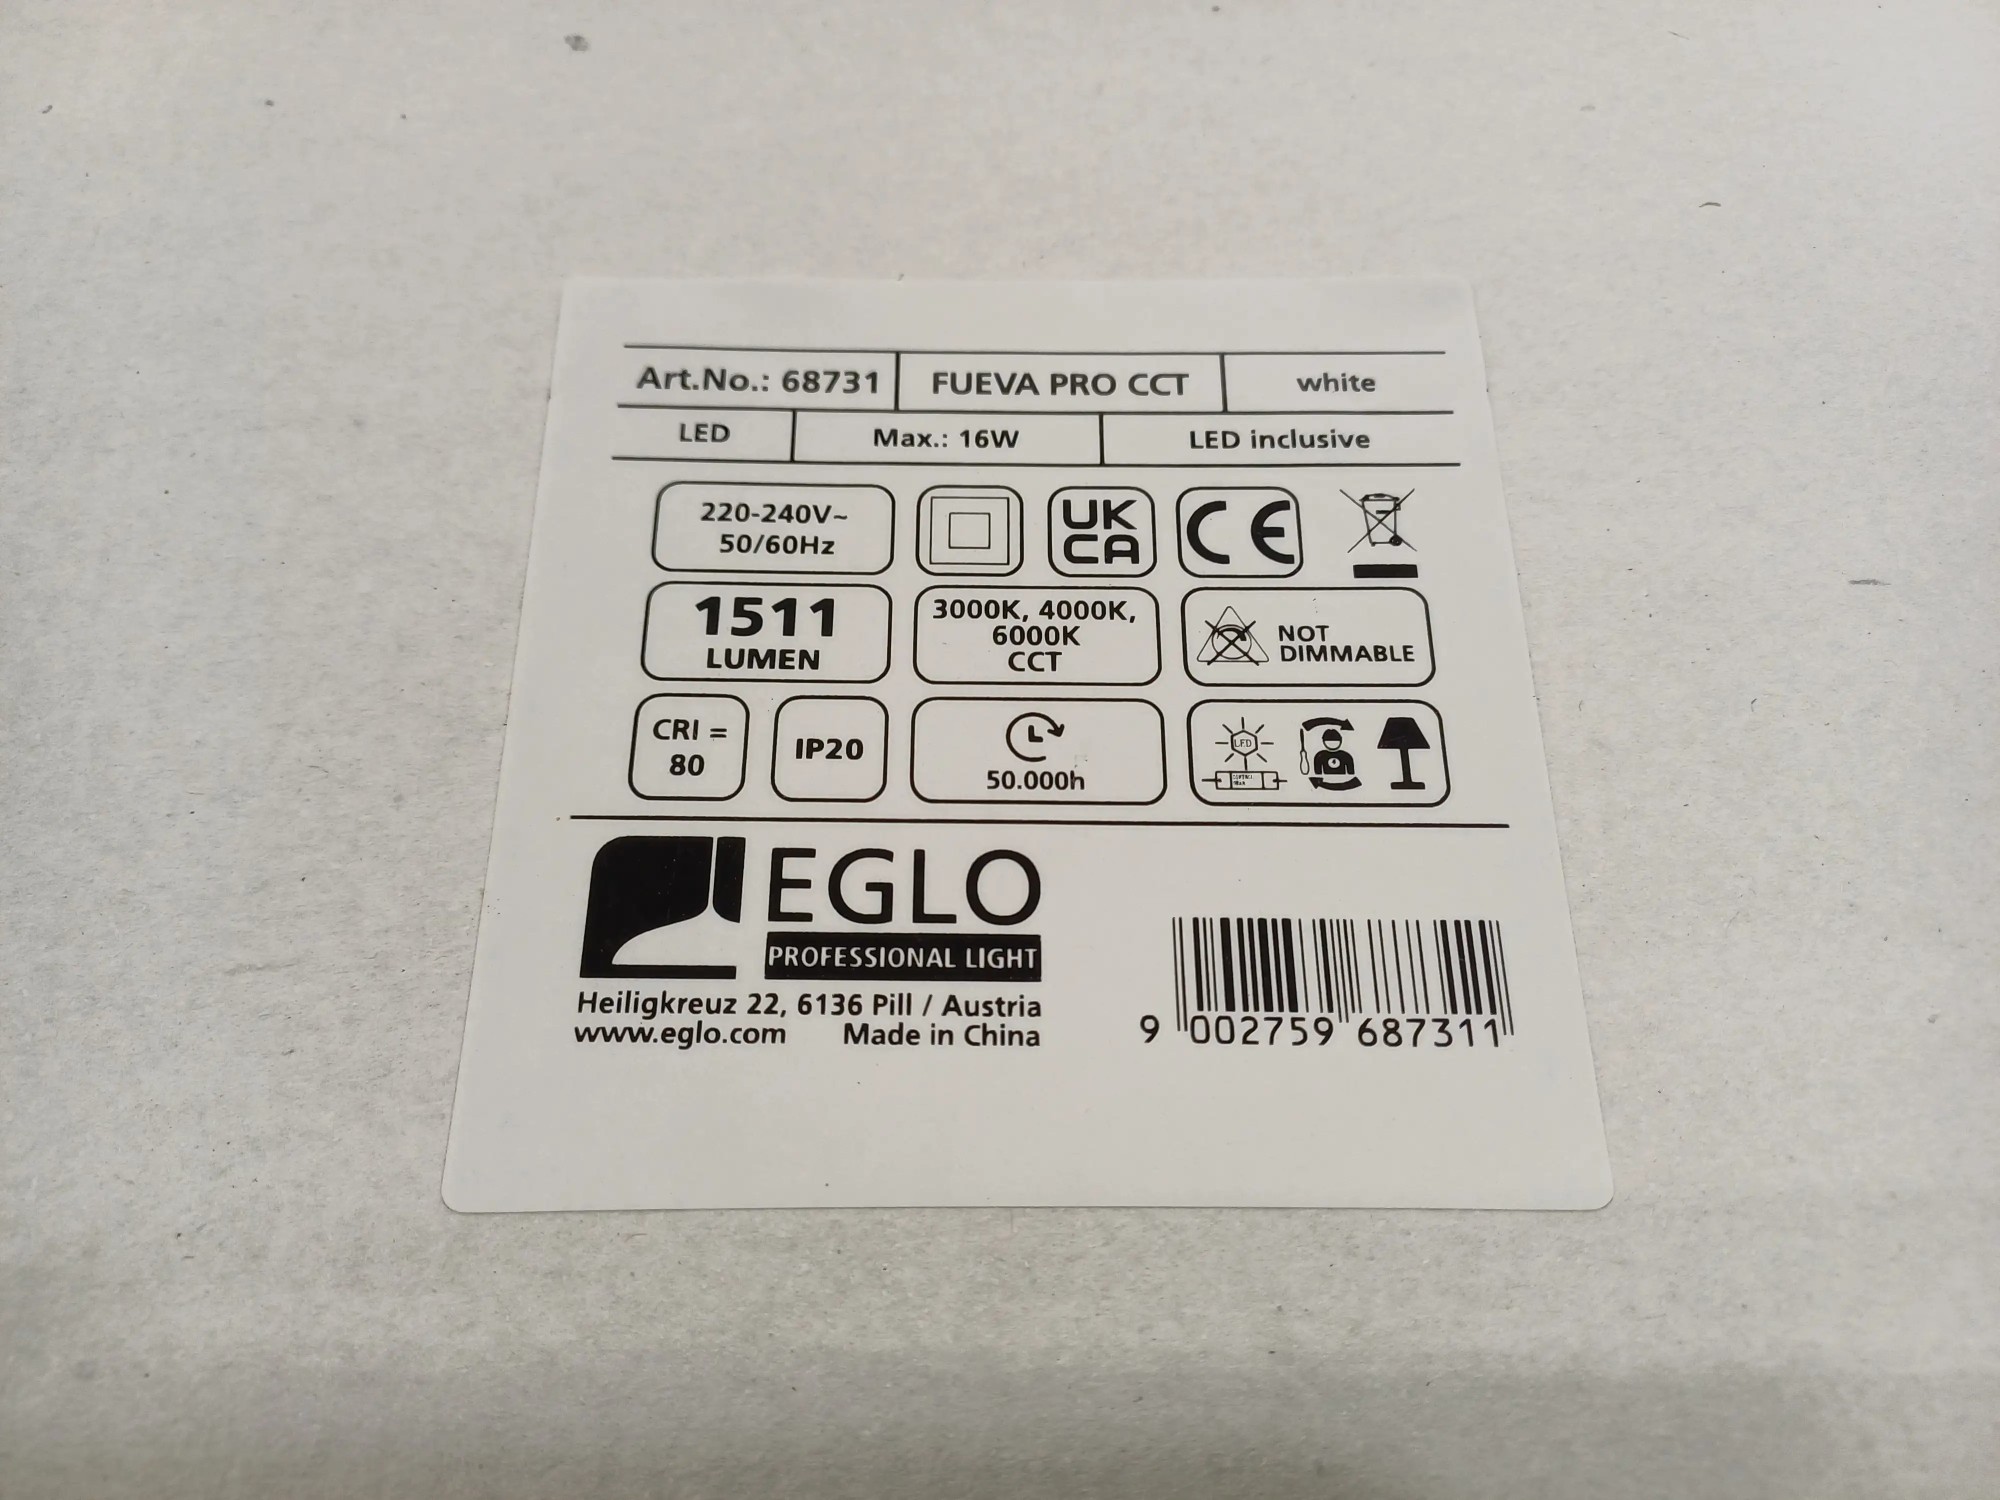 Art.No.: 68731 FUEVA PRO CCT white
LED Max.: 16W LED inclusive
220-240V~
50/60Hz
UK
CA
CE
1511
LUMEN
3000K, 4000K,
6000K
CCT
NOT
DIMMABLE
CRI =
80
IP20
50.000h
LED
EGLO
PROFESSIONAL LIGHT
Heiligkreuz 22, 6136 Pill / Austria
www.eglo.com Made in China
9 002759 687311